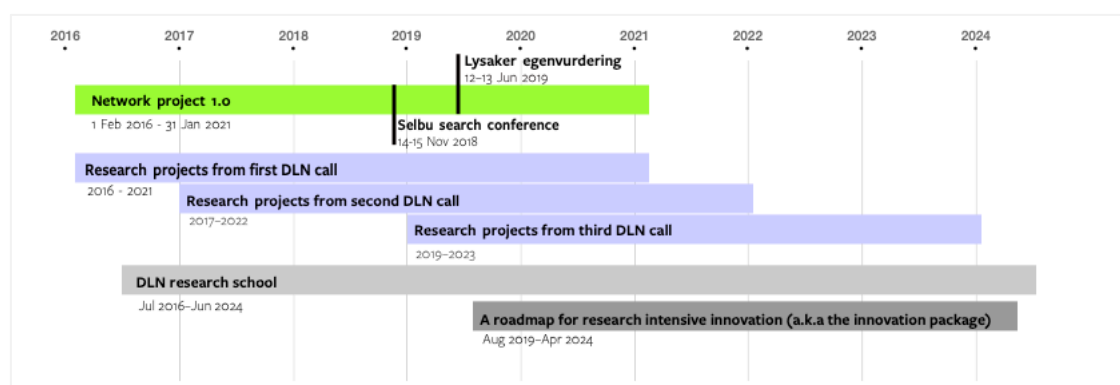 2016 2017 2018 2019 2020 2021 2022 2023 2024
Lysaker egenvurdering
12–13 Jun 2019
Network project 1.0
1 Feb 2016 - 31 Jan 2021
Selbu search conference
14-15 Nov 2018
Research projects from first DLN call
2016 - 2021
Research projects from second DLN call
2017–2022
Research projects from third DLN call
2019–2023
DLN research school
Jul 2016–Jun 2024
A roadmap for research intensive innovation (a.k.a the innovation package)
Aug 2019–Apr 2024